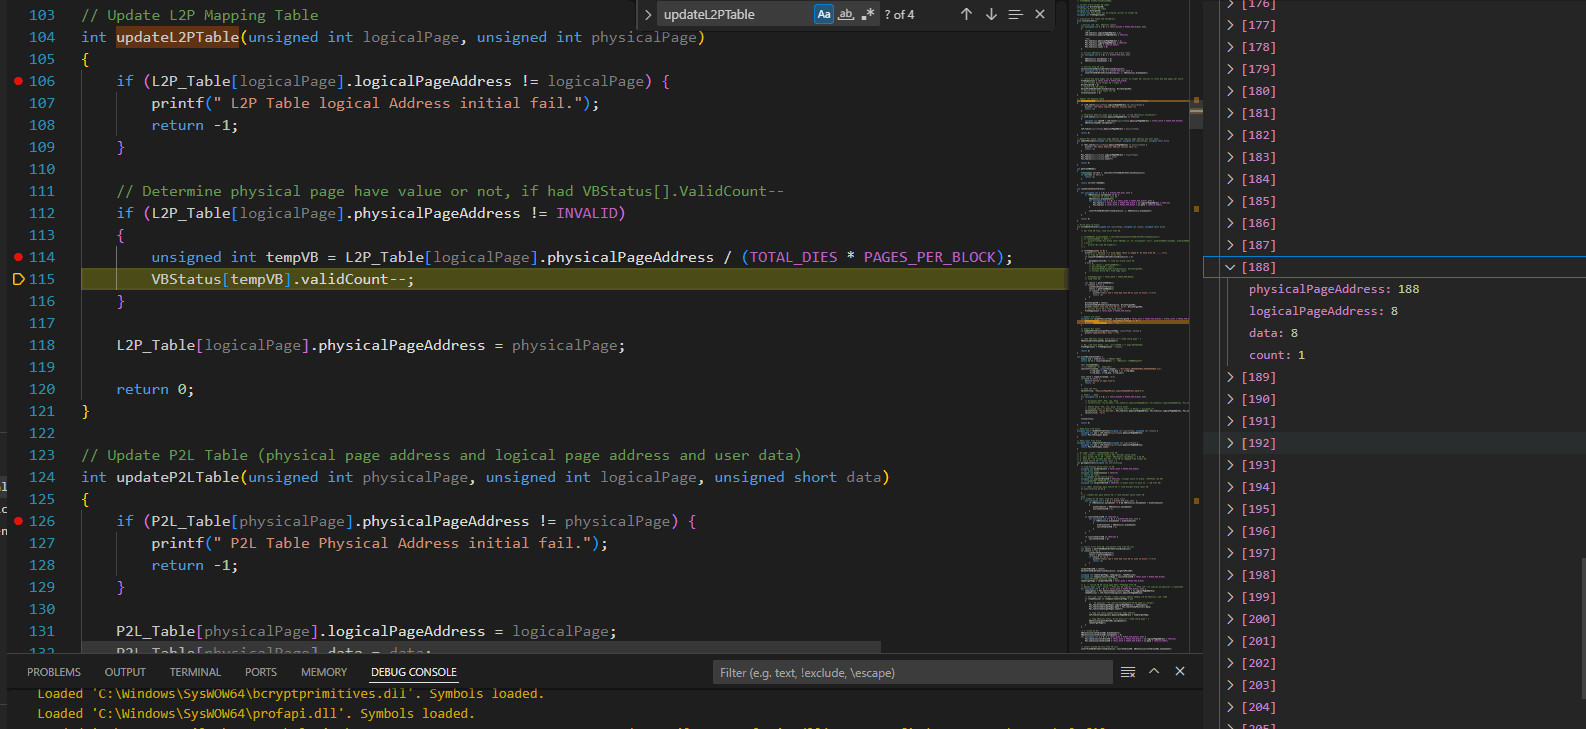 updateL2PTable
Aa
ab
.*
? of 4
103 // Update L2P Mapping Table
104 int updateL2PTable(unsigned int logicalPage, unsigned int physicalPage)
105 {
106 if (L2P_Table[logicalPage].logicalPageAddress != logicalPage) {
107 printf(" L2P Table logical Address initial fail.");
108 return -1;
109 }
110
111 // Determine physical page have value or not, if had VBStatus[].ValidCount--
112 if (L2P_Table[logicalPage].physicalPageAddress != INVALID)
113 {
114 unsigned int tempVB = L2P_Table[logicalPage].physicalPageAddress / (TOTAL_DIES * PAGES_PER_BLOCK);
115 VBStatus[tempVB].validCount--;
116 }
117
118 L2P_Table[logicalPage].physicalPageAddress = physicalPage;
119
120 return 0;
121 }
122
123 // Update P2L Table (physical page address and logical page address and user data)
124 int updateP2LTable(unsigned int physicalPage, unsigned int logicalPage, unsigned short data)
125 {
126 if (P2L_Table[physicalPage].physicalPageAddress != physicalPage) {
127 printf(" P2L Table Physical Address initial fail.");
128 return -1;
129 }
130
131 P2L_Table[physicalPage].logicalPageAddress = logicalPage;
132 P2L_Table[physicalPage].data = data;
PROBLEMS OUTPUT TERMINAL PORTS MEMORY DEBUG CONSOLE
Filter (e.g. text, !exclude, \escape)
Loaded 'C:\Windows\SysWOW64\bcryptprimitives.dll'. Symbols loaded.
Loaded 'C:\Windows\SysWOW64\profapi.dll'. Symbols loaded.
[176]
[177]
[178]
[179]
[180]
[181]
[182]
[183]
[184]
[185]
[186]
[187]
[188]
physicalPageAddress: 188
logicalPageAddress: 8
data: 8
count: 1
[189]
[190]
[191]
[192]
[193]
[194]
[195]
[196]
[197]
[198]
[199]
[200]
[201]
[202]
[203]
[204]
[205]